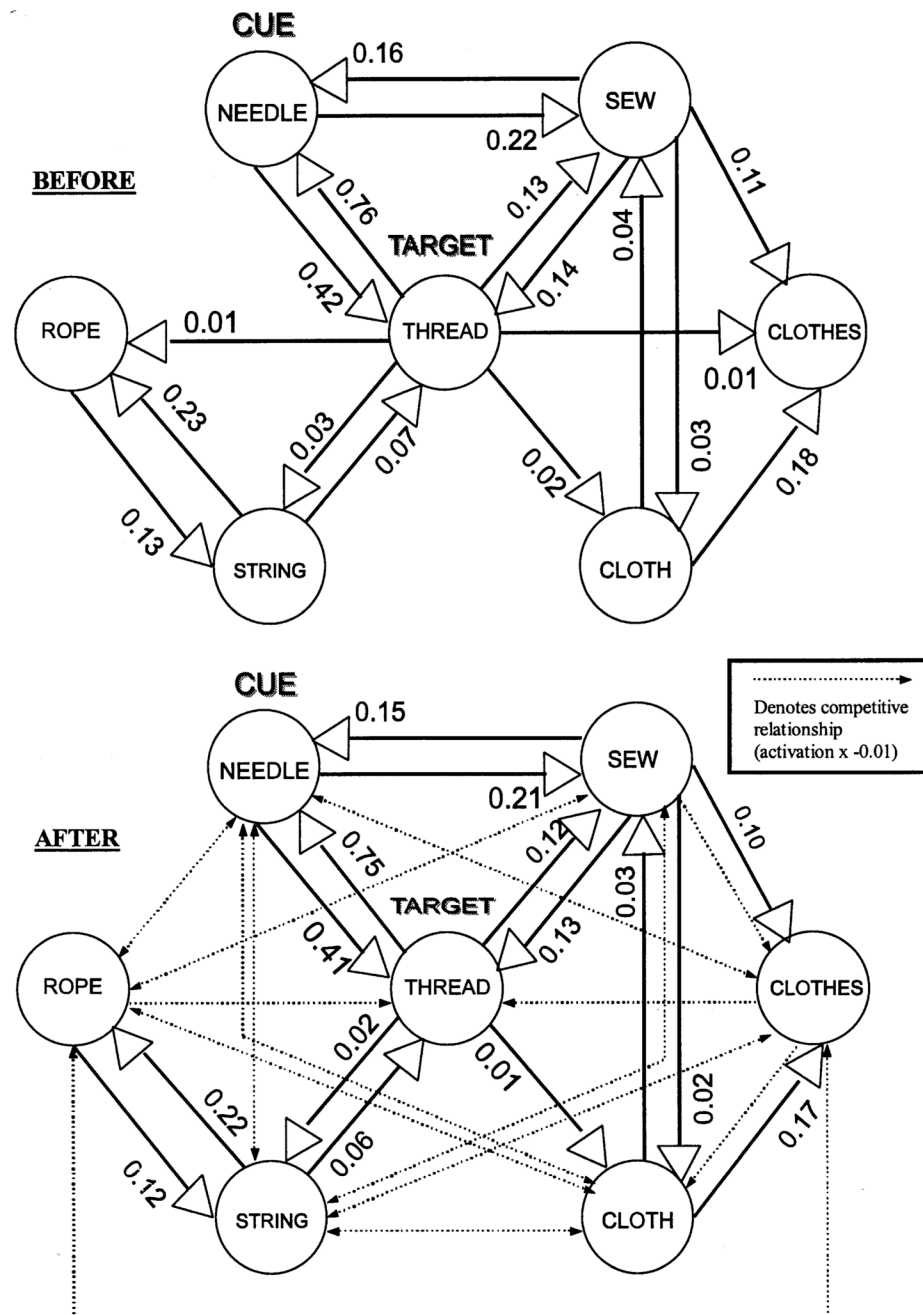 CUE
0.16
NEEDLE
SEW
0.22
BEFORE
0.76
0.13
0.11
TARGET
0.04
0.42
0.14
ROPE
0.01
THREAD
CLOTHES
0.01
0.23
0.03
0.07
0.02
0.03
0.18
0.13
STRING
CLOTH
CUE
0.15
Denotes competitive
relationship
(activation x -0.01)
NEEDLE
SEW
0.21
AFTER
0.75
0.12
0.10
TARGET
0.03
0.41
0.13
ROPE
THREAD
CLOTHES
0.02
0.01
0.02
0.22
0.06
0.17
0.12
STRING
CLOTH